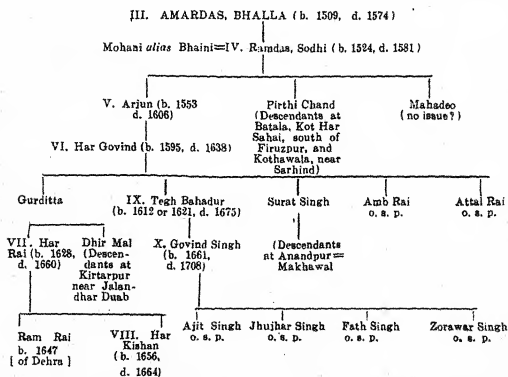 III. AMARDAS, BHALLA (b. 1509, d. 1574)
Mohani alias Bhaini=IV. Ramdas, Sodhi (b. 1524, d. 1581)
V. Arjun (b. 1553
d. 1606)
Pirthi Chand
(Descendants at
Batala, Kot Har
Sahai, south of
Firuzpur, and
Kothawala, near
Sarhind)
Mahadeo
(no issue?)
VI. Har Govind (b. 1595, d. 1638)
Gurditta
IX. Tegh Bahadur
(b. 1612 or 1621, d. 1675)
Surat Singh
Amb Rai
o. s. p.
Attal Rai
o. s. p.
VII. Har
Rai (b. 1628,
d. 1660)
Dhir Mal
(Descen-
dants at
Kirtarpur
near Jalan-
dhar Duab
X. Govind Singh
(b. 1661,
d. 1708)
(Descendants
at Anandpur=
Makhawal
Ram Rai
b. 1647
[ of Dehra ]
VIII. Har
Kishan
(b. 1656,
d. 1664)
Ajit Singh
o. s. p.
Jhujhar Singh
o. s. p.
Fath Singh
o. s. p.
Zorawar Singh
o. s. p.